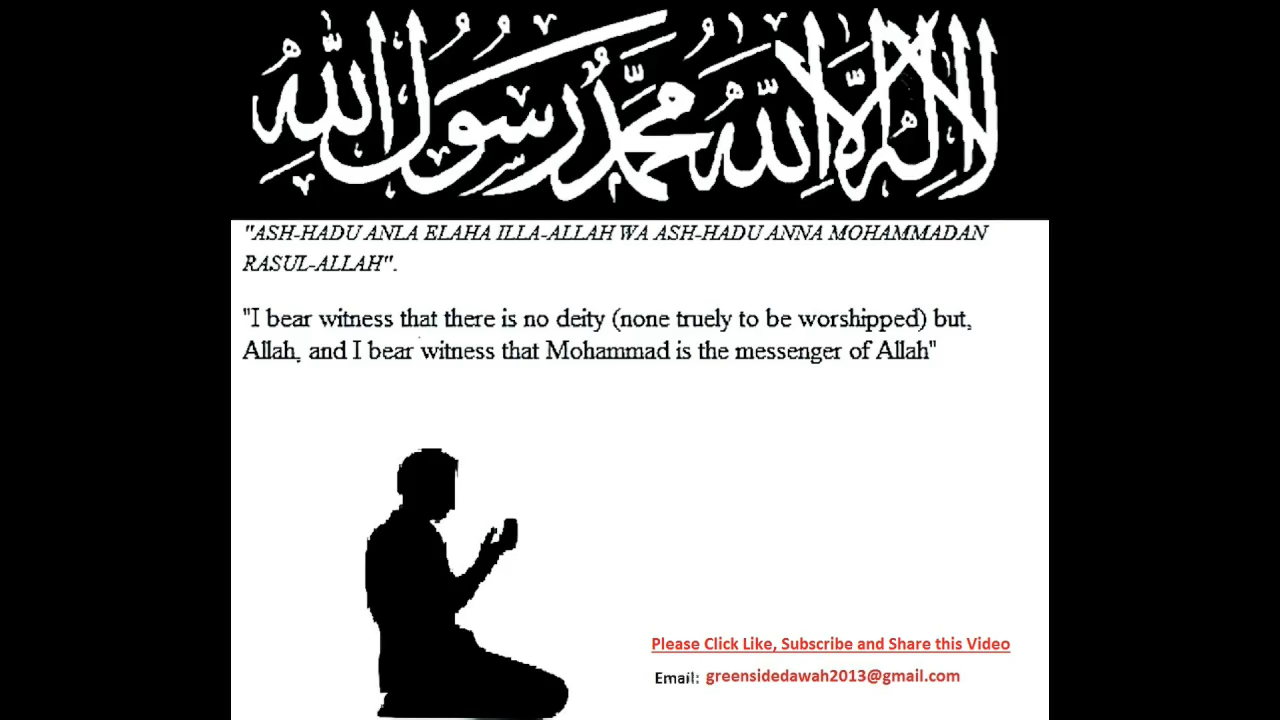 لا إله إلا الله محمد رسول الله
"ASH-HADU ANLA ELAHA ILLA-ALLAH WA ASH-HADU ANNA MOHAMMADAN
RASUL-ALLAH".
"I bear witness that there is no deity (none truely to be worshipped) but,
Allah, and I bear witness that Mohammad is the messenger of Allah"
Please Click Like, Subscribe and Share this Video
Email: greensidedawah2013@gmail.com